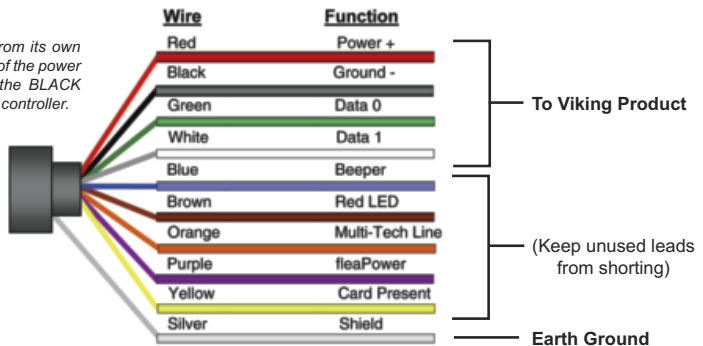 Wire Function
rom its own
of the power
the BLACK
controller.
Red Power +
Black Ground -
Green Data 0
White Data 1
Blue Beeper
Brown Red LED
Orange Multi-Tech Line
Purple fleaPower
Yellow Card Present
Silver Shield
To Viking Product
(Keep unused leads
from shorting)
Earth Ground